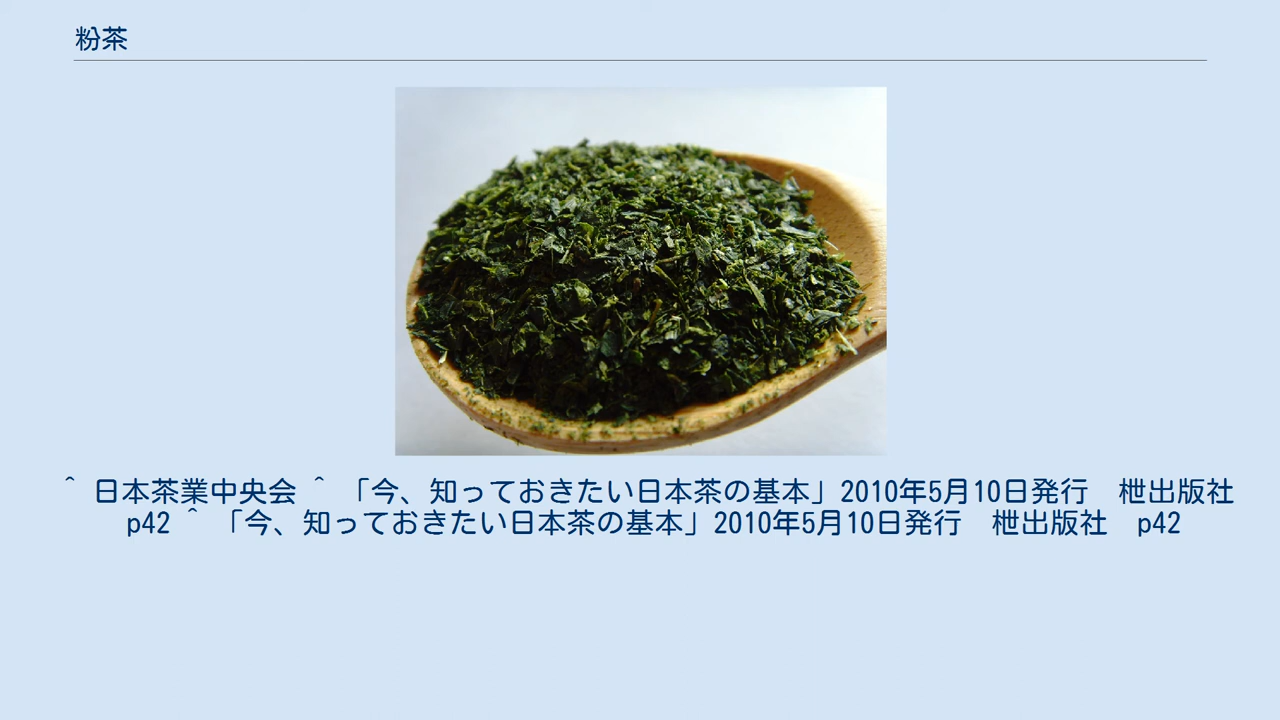 粉茶
^ 日本茶業中央会 ^ 「今、知っておきたい日本茶の基本」2010年5月10日発行　枻出版社
p42 ^ 「今、知っておきたい日本茶の基本」2010年5月10日発行　枻出版社　p42